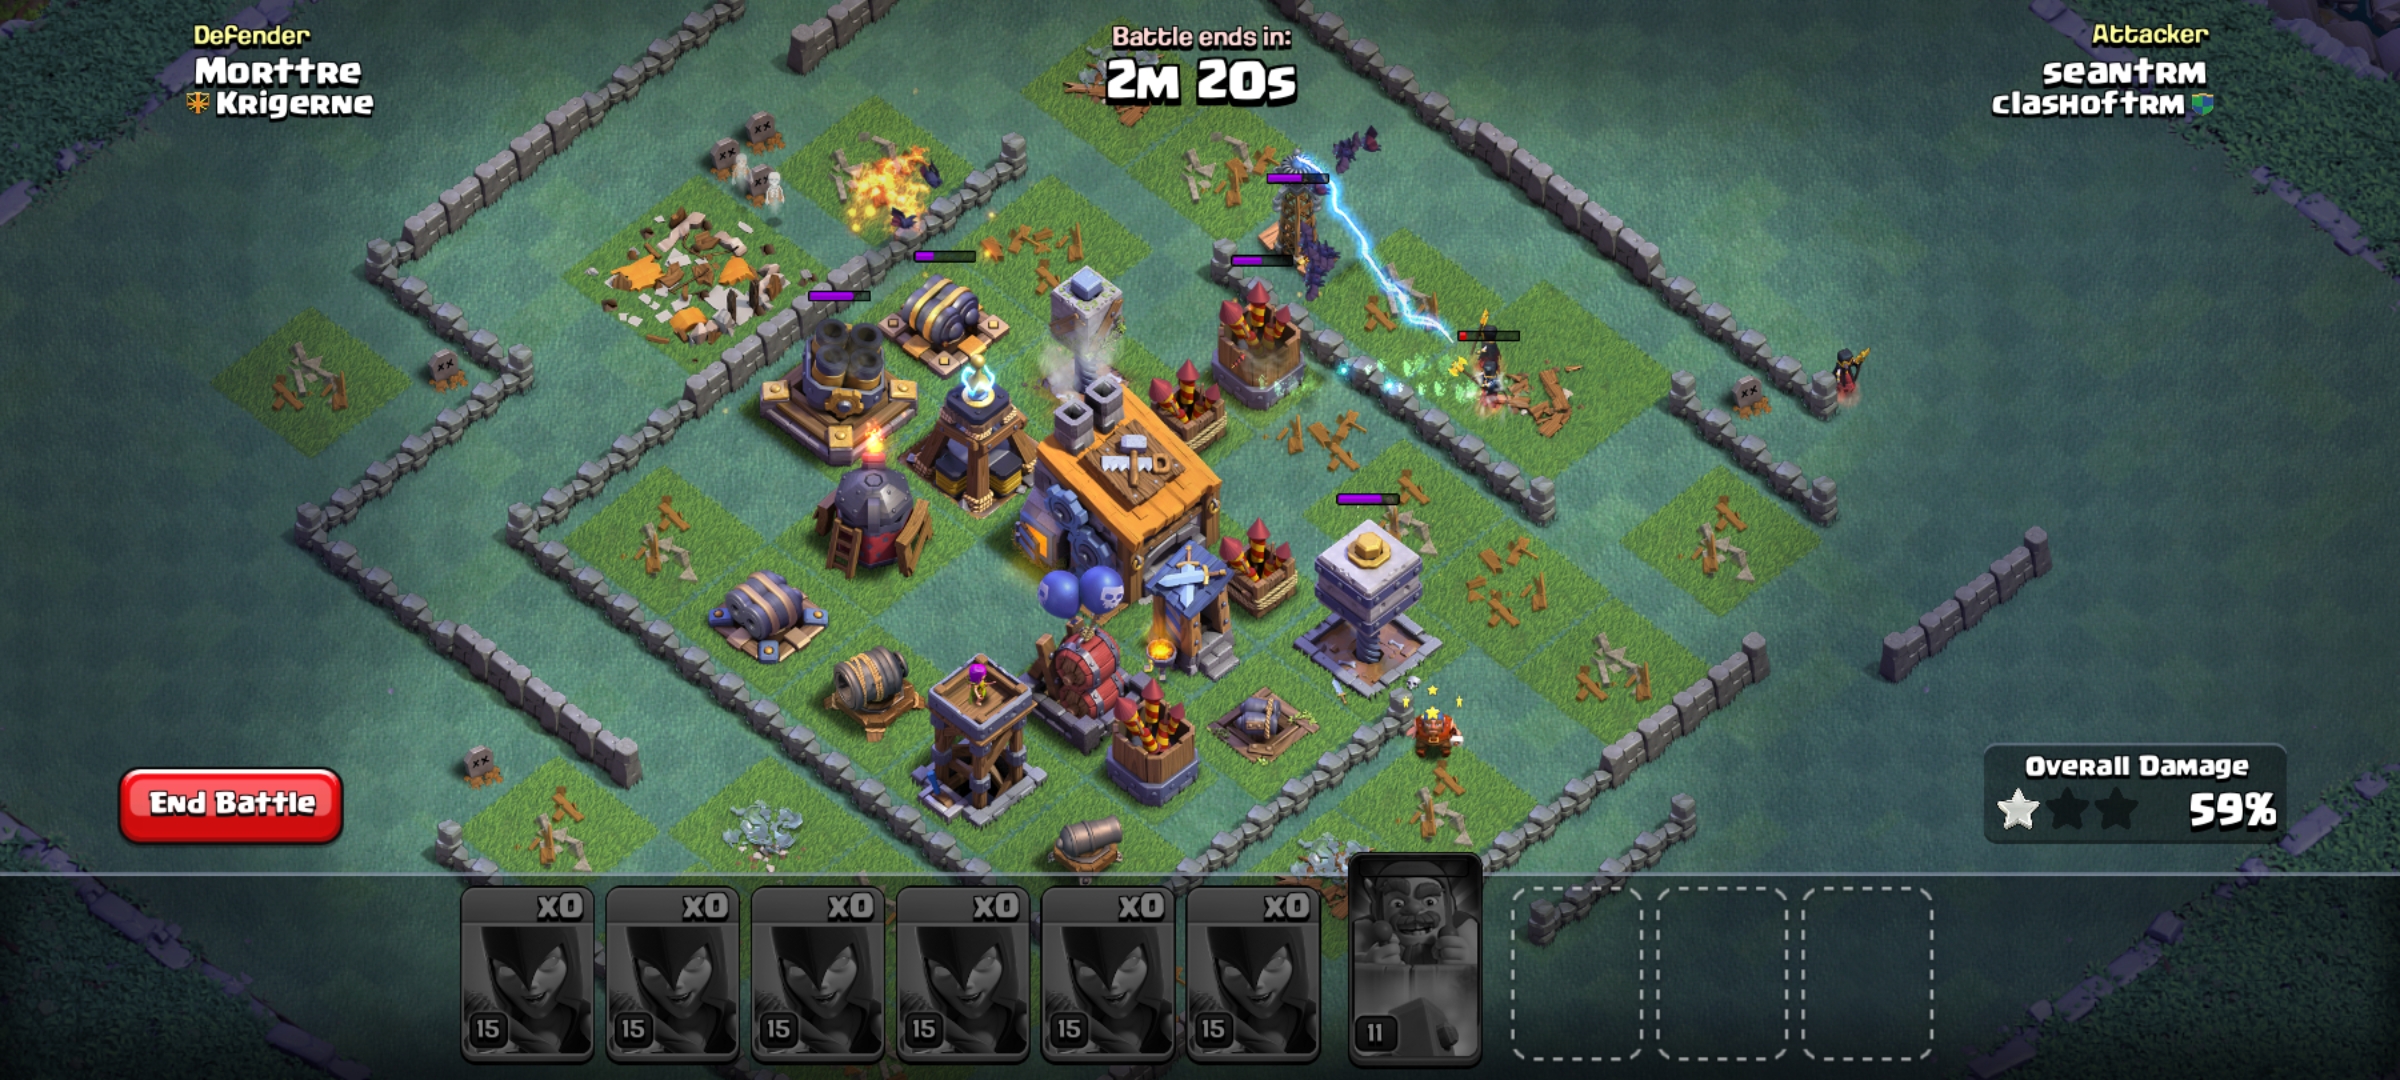 Defender
Morttre
Krigerne
Battle ends in:
2M 20s
Attacker
seantrm
clashoftrm
End Battle
Overall Damage
59%
x0
x0
x0
x0
x0
x0
15
15
15
15
15
15
11